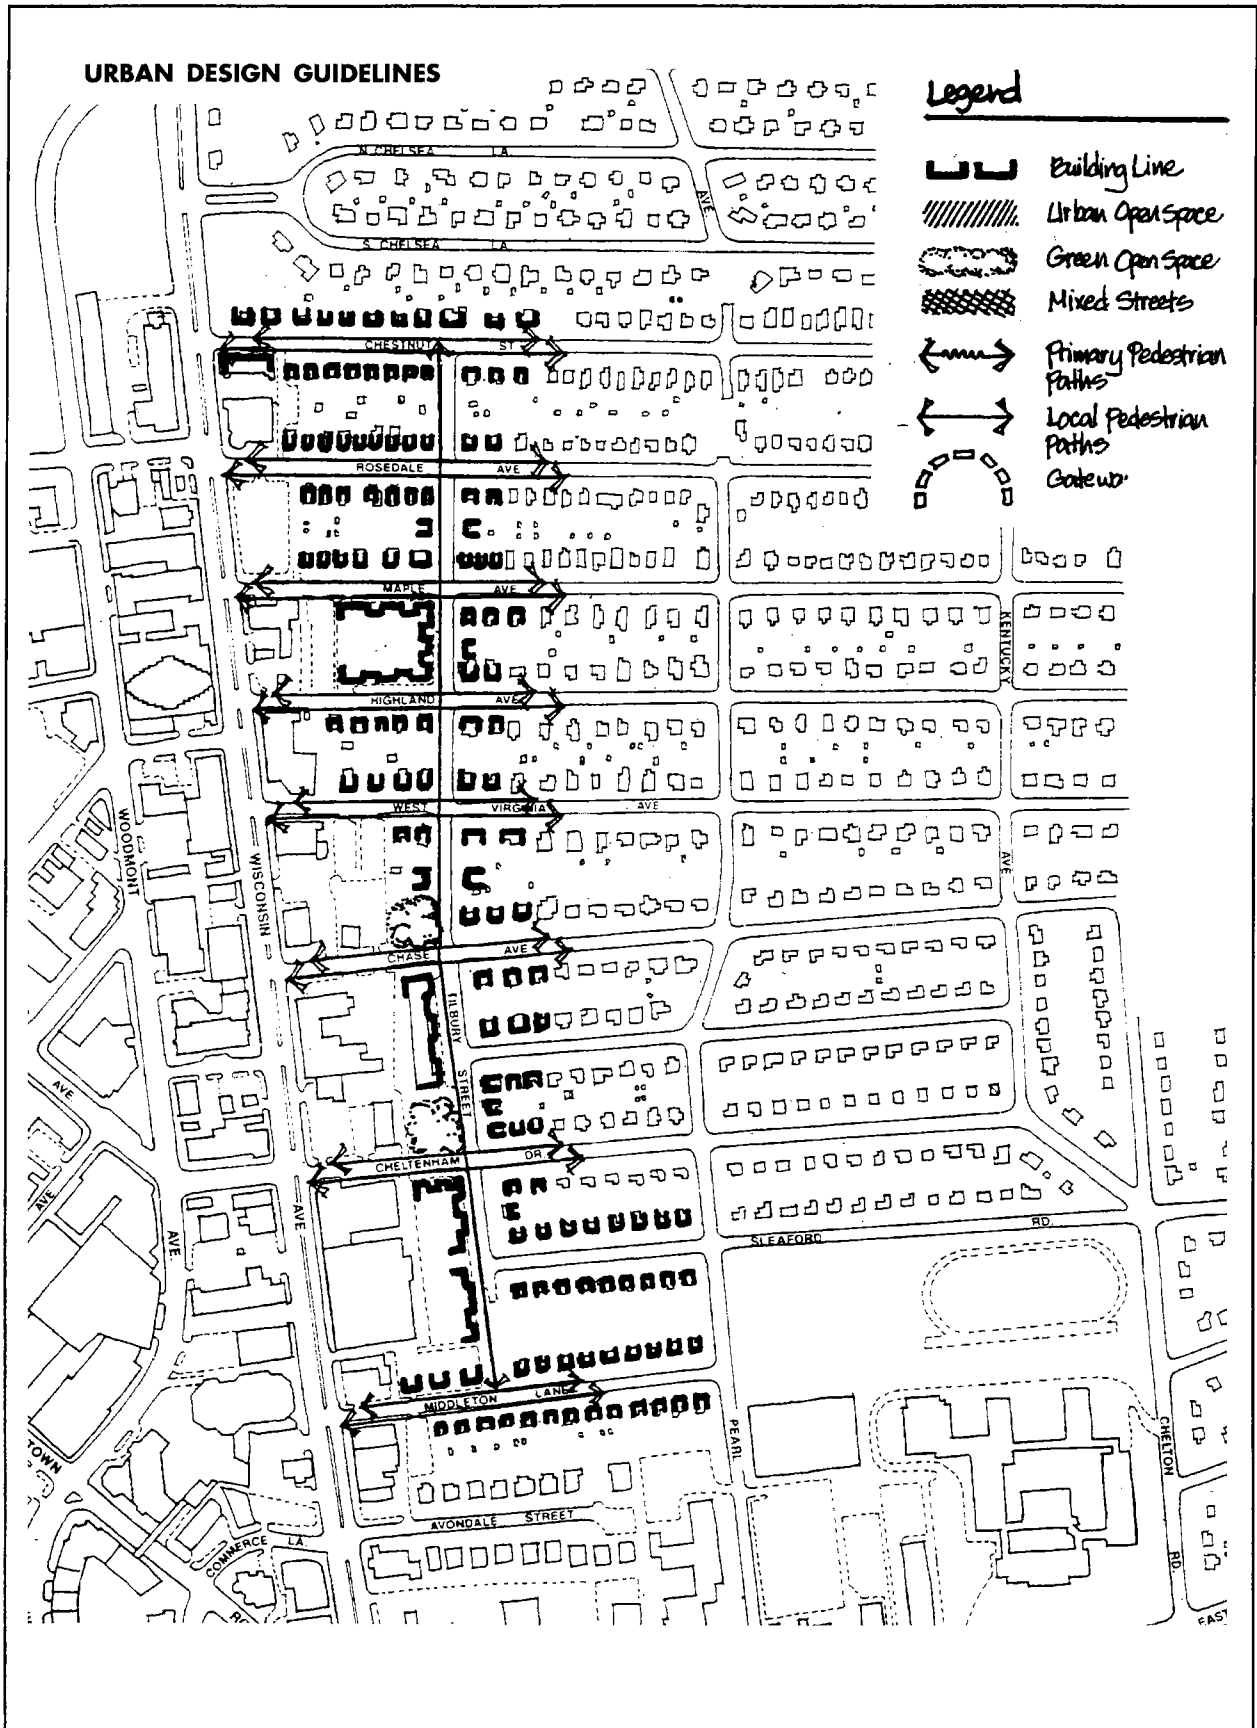 URBAN DESIGN GUIDELINES
Legend
Building Line
Urban Open Space
Green Open Space
Mixed Streets
Primary Pedestrian
Paths
Local Pedestrian
Paths
Gatewa
N. CHELSEA LA.
AVE.
S. CHELSEA LA.
CHESTNUT ST
ROSEDALE AVE.
MAPLE AVE.
KENTUCKY
HIGHLAND AVE.
WEST VIRGINIA AVE
WOODMONT
WISCONSIN
AVE
CHASE AVE
TILBURY
STREET
AVE
CHELTENHAM DR.
AVE
AVE.
AVE
SLEAFORD RD.
MIDDLETON LANE
PEARL
CHELTON
TOWN
AVONDALE STREET
COMMERCE LA.
RD.
EAST